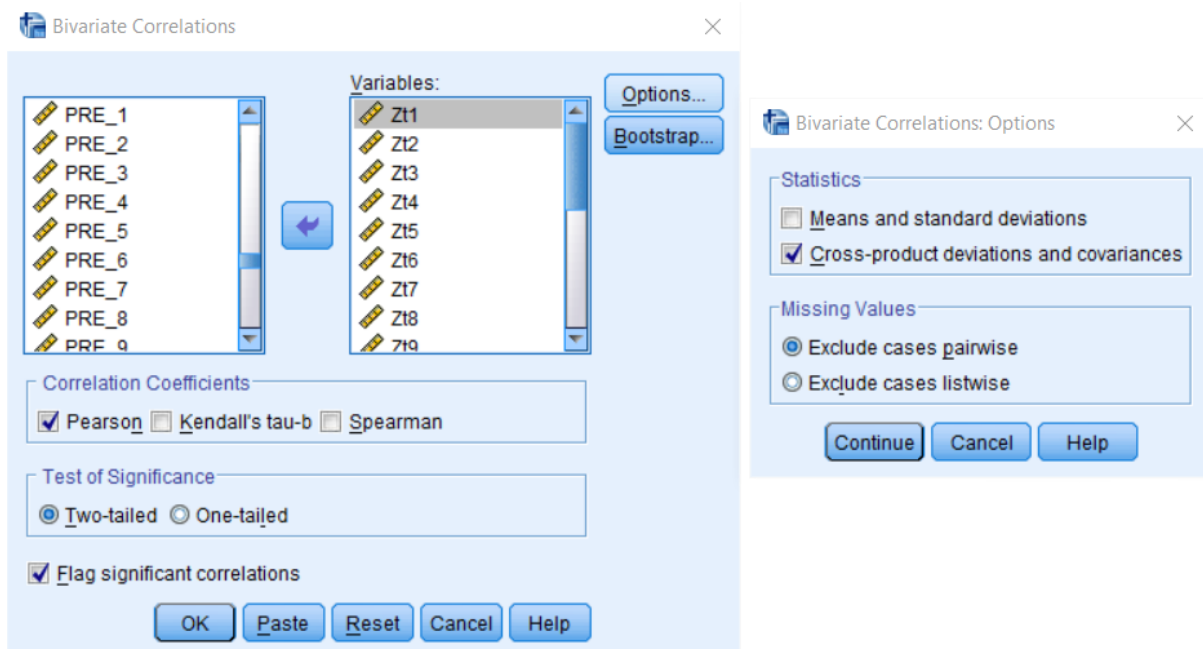 Bivariate Correlations
Variables:
PRE_1
PRE_2
PRE_3
PRE_4
PRE_5
PRE_6
PRE_7
PRE_8
PRE_9
Zt1
Zt2
Zt3
Zt4
Zt5
Zt6
Zt7
Zt8
Zt9
Options...
Bootstrap...
Correlation Coefficients
Pearson Kendall's tau-b Spearman
Test of Significance
Two-tailed One-tailed
Flag significant correlations
OK Paste Reset Cancel Help
Bivariate Correlations: Options
Statistics
Means and standard deviations
Cross-product deviations and covariances
Missing Values
Exclude cases pairwise
Exclude cases listwise
Continue Cancel Help